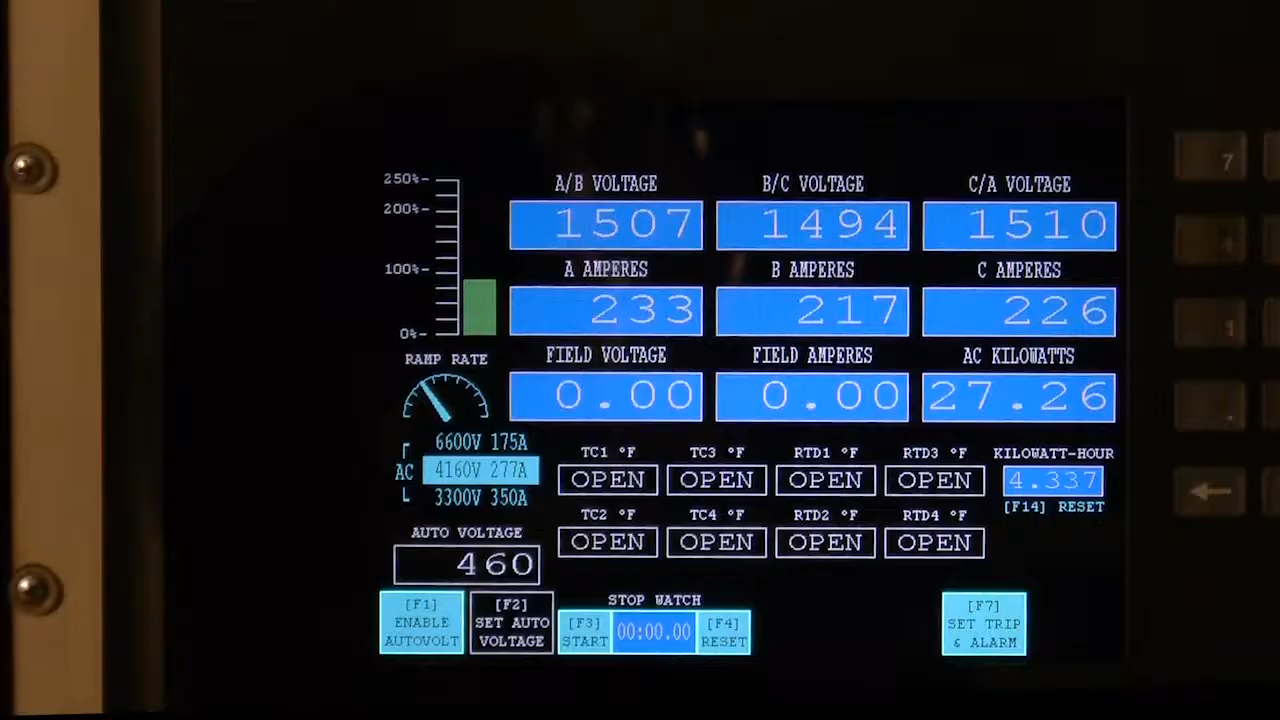 250%-
200%-
100%-
0%-
RAMP RATE
A/B VOLTAGE
1507
B/C VOLTAGE
1494
C/A VOLTAGE
1510
A AMPERES
233
B AMPERES
217
C AMPERES
226
FIELD VOLTAGE
0.00
FIELD AMPERES
0.00
AC KILOWATTS
27.26
AC
6600V 175A
4160V 277A
3300V 350A
TC1 °F
OPEN
TC3 °F
OPEN
RTD1 °F
OPEN
RTD3 °F
OPEN
KILOWATT-HOUR
4.337
[F14] RESET
TC2 °F
OPEN
TC4 °F
OPEN
RTD2 °F
OPEN
RTD4 °F
OPEN
AUTO VOLTAGE
460
[F1]
ENABLE
AUTOVOLT
[F2]
SET AUTO
VOLTAGE
STOP WATCH
[F3]
START
00:00.00
[F4]
RESET
[F7]
SET TRIP
& ALARM
7
1